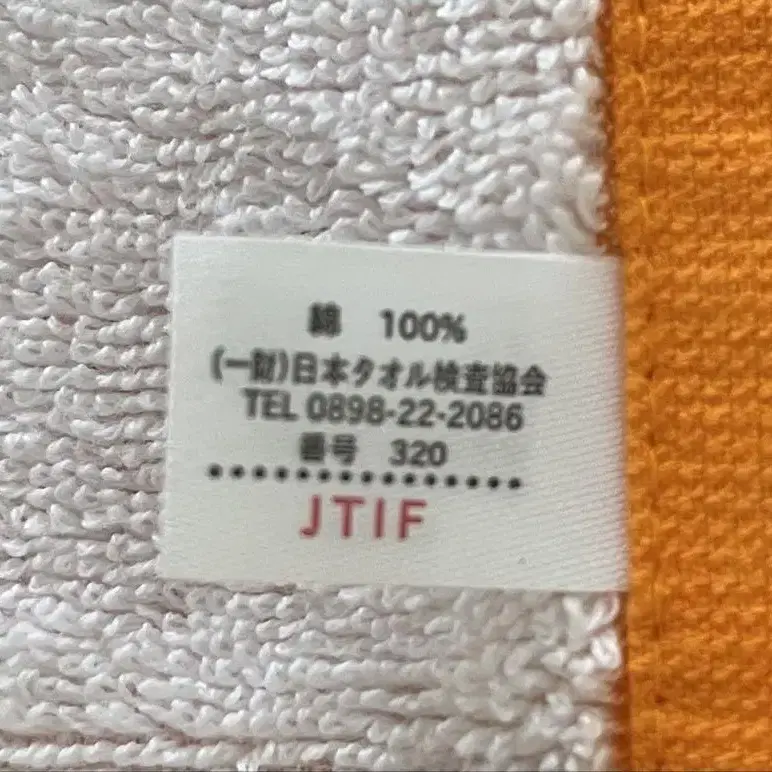 綿 100%
(一財)日本タオル検査協会
TEL 0898-22-2086
番号 320
JTIF